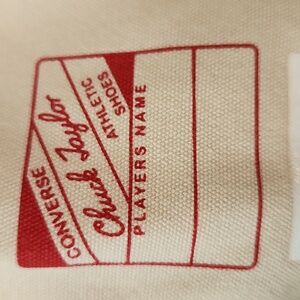 CONVERSE
Chuck Taylor
ATHLETIC
SHOES
PLAYERS NAME